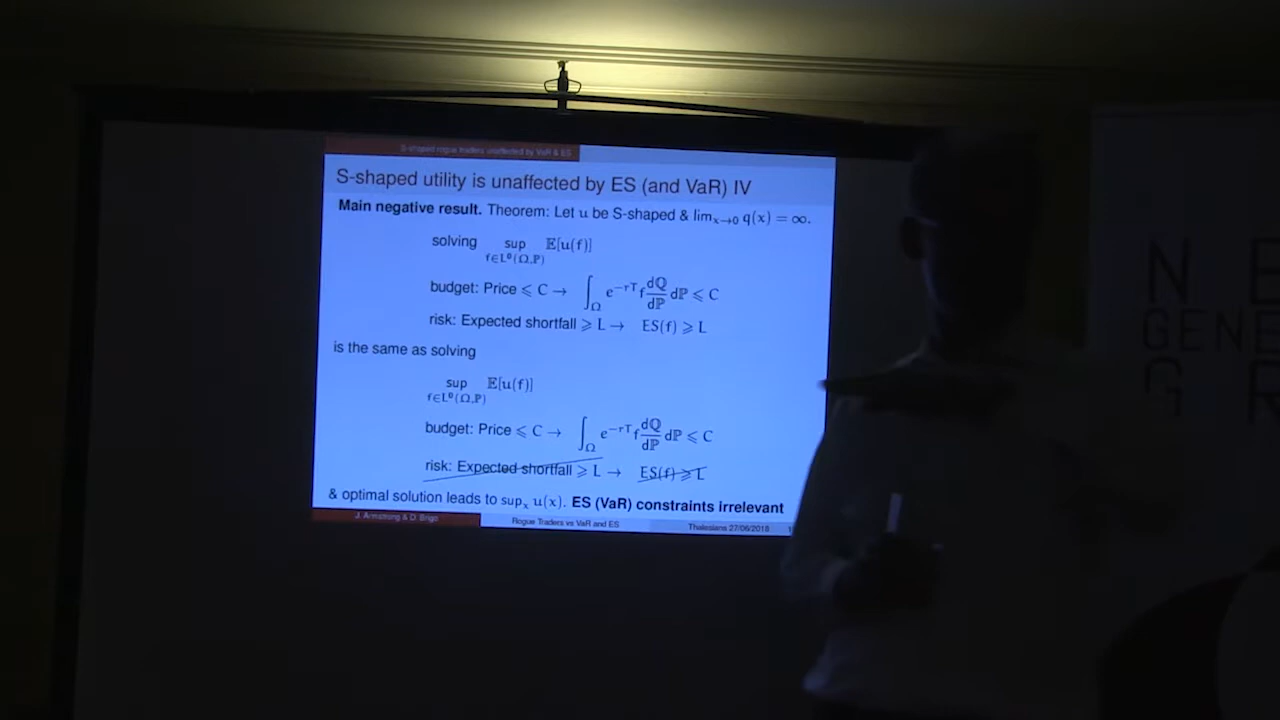 S-shaped rogue traders unaffected by VaR & ES
S-shaped utility is unaffected by ES (and VaR) IV
Main negative result. Theorem: Let u be S-shaped & lim_{x→0} q(x) = ∞.
solving sup_{f∈L⁰(Ω,ℙ)} 𝔼[u(f)]
budget: Price ⩽ C → ∫_Ω e^{−rT} f dℚ/dℙ dℙ ⩽ C
risk: Expected shortfall ⩾ L → ES(f) ⩾ L
is the same as solving
sup_{f∈L⁰(Ω,ℙ)} 𝔼[u(f)]
budget: Price ⩽ C → ∫_Ω e^{−rT} f dℚ/dℙ dℙ ⩽ C
risk: Expected shortfall ⩾ L → ES(f) ⩾ L
& optimal solution leads to sup_x u(x). ES (VaR) constraints irrelevant
J. Armstrong & D. Brigo Rogue Traders vs VaR and ES Thalesians 27/06/2018
N E
GENE
G R